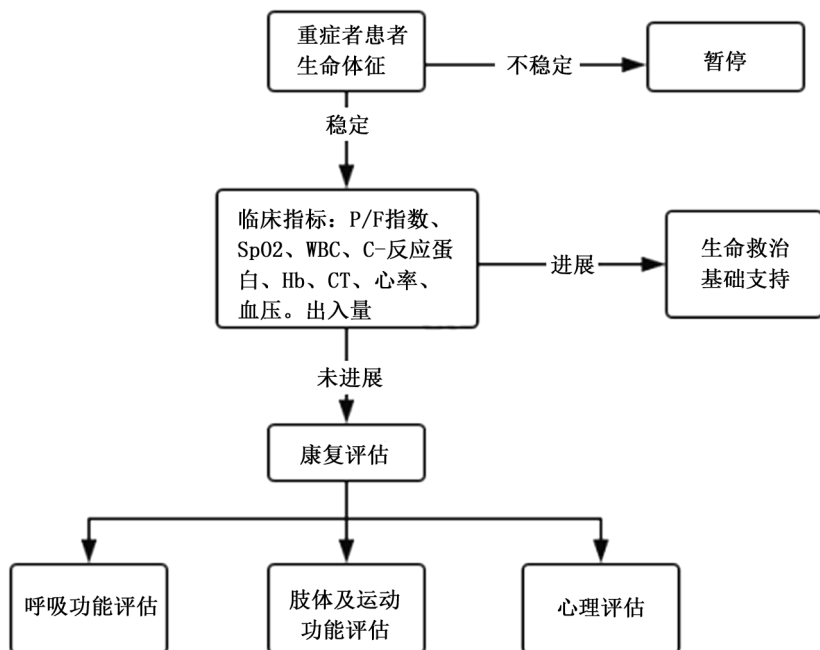 重症者患者
生命体征
不稳定
暂停
稳定
临床指标：P/F指数、
SpO2、WBC、C-反应蛋
白、Hb、CT、心率、
血压。出入量
进展
生命救治
基础支持
未进展
康复评估
呼吸功能评估
肢体及运动
功能评估
心理评估